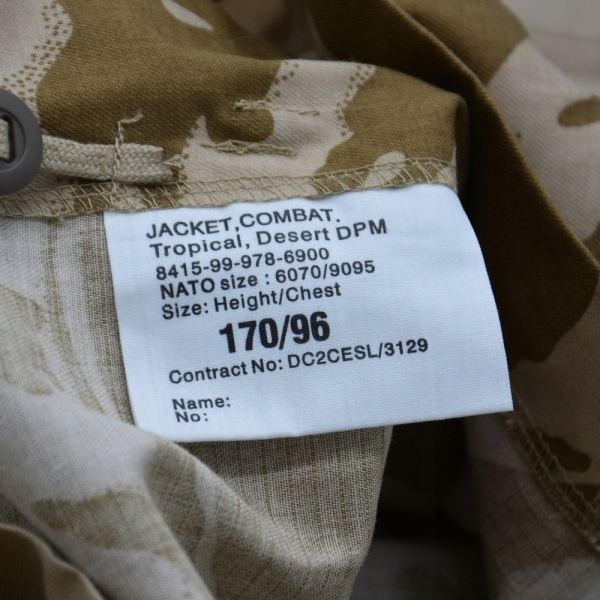 JACKET,COMBAT.
Tropical, Desert DPM
8415-99-978-6900
NATO size : 6070/9095
Size: Height/Chest
170/96
Contract No: DC2CESL/3129
Name:
No: